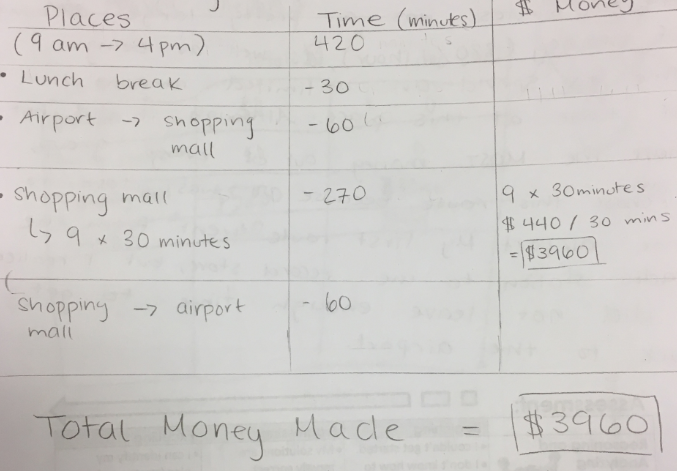 Places Time (minutes) $ Money
(9 am -> 4pm) 420
• Lunch break - 30
• Airport -> shopping mall - 60
• Shopping mall - 270 9 x 30minutes
↳ 9 x 30 minutes $ 440 / 30 mins
= $3960
Shopping -> airport - 60
mall
Total Money Made = $3960